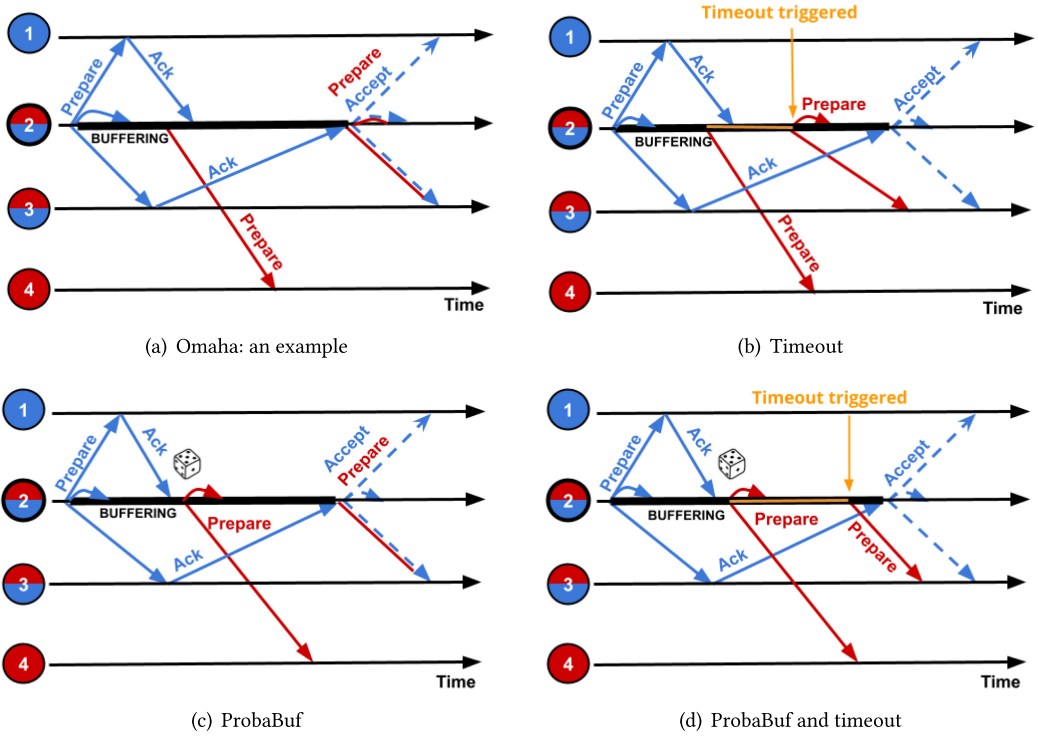 1
Prepare
Ack
Prepare
Accept
2
BUFFERING
Ack
3
Prepare
4
Time
(a) Omaha: an example
Timeout triggered
1
Prepare
Ack
Accept
Prepare
2
BUFFERING
Ack
3
Prepare
4
Time
(b) Timeout
1
Prepare
Ack
Accept
Prepare
2
BUFFERING
Prepare
Ack
3
4
Time
(c) ProbaBuf
Timeout triggered
1
Prepare
Ack
Accept
2
BUFFERING
Prepare
Ack
Prepare
3
4
Time
(d) ProbaBuf and timeout